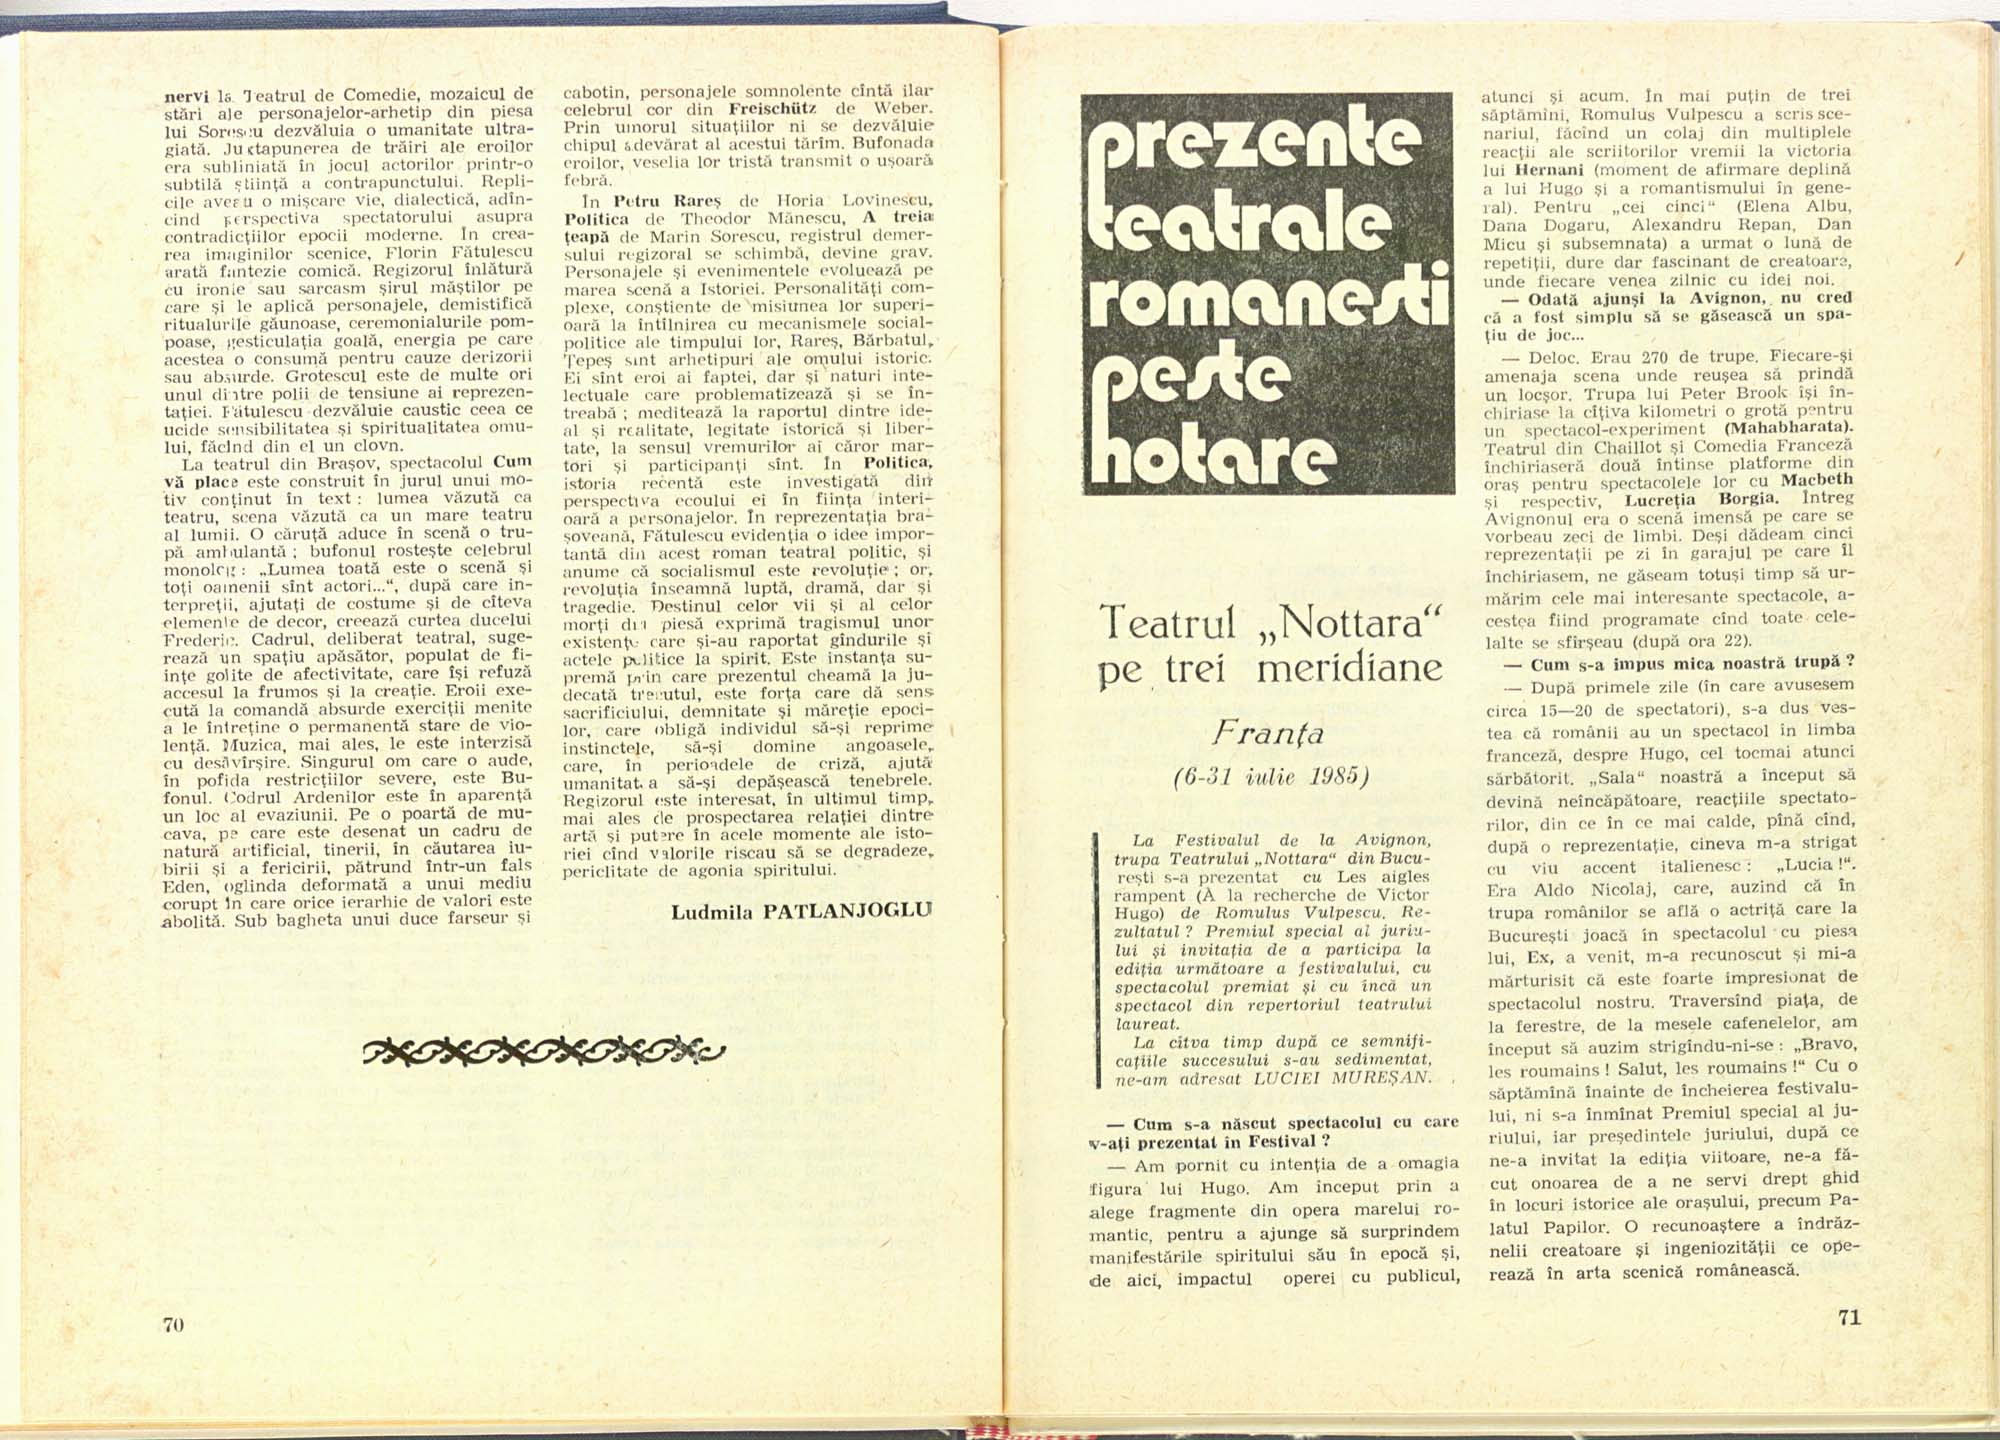 nervi la Teatrul de Comedie, mozaicul de
stări ale personajelor-arhetip din piesa
lui Sorescu dezvăluia o umanitate ultra-
giată. Juxtapunerea de trăiri ale eroilor
era subliniată în jocul actorilor printr-o
subtilă știință a contrapunctului. Repli-
cile aveau o mișcare vie, dialectică, adîn-
cind perspectiva spectatorului asupra
contradicțiilor epocii moderne. În crea-
rea imaginilor scenice, Florin Fătulescu
arată fantezie comică. Regizorul înlătură
cu ironie sau sarcasm șirul măștilor pe
care și le aplică personajele, demistifică
ritualurile găunoase, ceremonialurile pom-
poase, gesticulația goală, energia pe care
acestea o consumă pentru cauze derizorii
sau absurde. Grotescul este de multe ori
unul dintre polii de tensiune ai reprezen-
tației. Fătulescu dezvăluie caustic ceea ce
ucide sensibilitatea și spiritualitatea omu-
lui, făcînd din el un clovn.
La teatrul din Brașov, spectacolul Cum
vă place este construit în jurul unui mo-
tiv conținut în text : lumea văzută ca
teatru, scena văzută ca un mare teatru
al lumii. O căruță aduce în scenă o tru-
pă ambulantă ; bufonul rostește celebrul
monolog : „Lumea toată este o scenă și
toți oamenii sînt actori...“, după care in-
terpreții, ajutați de costume și de cîteva
elemente de decor, creează curtea ducelui
Frederic. Cadrul, deliberat teatral, suge-
rează un spațiu apăsător, populat de fi-
ințe golite de afectivitate, care își refuză
accesul la frumos și la creație. Eroii exe-
cută la comandă absurde exerciții menite
a le întreține o permanentă stare de vio-
lență. Muzica, mai ales, le este interzisă
cu desăvîrșire. Singurul om care o aude,
în pofida restricțiilor severe, este Bu-
fonul. Codrul Ardenilor este în aparență
un loc al evaziunii. Pe o poartă de mu-
cava, pe care este desenat un cadru de
natură artificial, tinerii, în căutarea iu-
birii și a fericirii, pătrund într-un fals
Eden, oglinda deformată a unui mediu
corupt în care orice ierarhie de valori este
abolită. Sub bagheta unui duce farseur și
cabotin, personajele somnolente cîntă ilar
celebrul cor din Freischütz de Weber.
Prin umorul situațiilor ni se dezvăluie
chipul adevărat al acestui tărîm. Bufonada
eroilor, veselia lor tristă transmit o ușoară
febră.
În Petru Rareș de Horia Lovinescu,
Politica de Theodor Mănescu, A treia
țeapă de Marin Sorescu, registrul demer-
sului regizoral se schimbă, devine grav.
Personajele și evenimentele evoluează pe
marea scenă a Istoriei. Personalități com-
plexe, conștiente de misiunea lor superi-
oară la întîlnirea cu mecanismele social-
politice ale timpului lor, Rareș, Bărbatul,
Țepeș sînt arhetipuri ale omului istoric.
Ei sînt eroi ai faptei, dar și naturi inte-
lectuale care problematizează și se în-
treabă ; meditează la raportul dintre ide-
al și realitate, legitate istorică și liber-
tate, la sensul vremurilor ai căror mar-
tori și participanți sînt. În Politica,
istoria recentă este investigată din
perspectiva ecoului ei în ființa interi-
oară a personajelor. În reprezentația bra-
șoveană, Fătulescu evidenția o idee impor-
tantă din acest roman teatral politic, și
anume că socialismul este revoluție ; or,
revoluția înseamnă luptă, dramă, dar și
tragedie. Destinul celor vii și al celor
morți din piesă exprimă tragismul unor
existențe care și-au raportat gîndurile și
actele politice la spirit. Este instanța su-
premă prin care prezentul cheamă la ju-
decată trecutul, este forța care dă sens
sacrificiului, demnitate și măreție epoci-
lor, care obligă individul să-și reprime
instinctele, să-și domine angoasele,
care, în perioadele de criză, ajută
umanitatea să-și depășească tenebrele.
Regizorul este interesat, în ultimul timp,
mai ales de prospectarea relației dintre
artă și putere în acele momente ale isto-
riei cînd valorile riscau să se degradeze,
periclitate de agonia spiritului.
Ludmila PATLANJOGLU
70
prezențe
teatrale
românești
peste
hotare
Teatrul „Nottara“
pe trei meridiane
Franța
(6-31 iulie 1985)
La Festivalul de la Avignon,
trupa Teatrului „Nottara“ din Bucu-
rești s-a prezentat cu Les aigles
rampent (À la recherche de Victor
Hugo) de Romulus Vulpescu. Re-
zultatul ? Premiul special al juriu-
lui și invitația de a participa la
ediția următoare a festivalului, cu
spectacolul premiat și cu încă un
spectacol din repertoriul teatrului
laureat.
La cîtva timp după ce semnifi-
cațiile succesului s-au sedimentat,
ne-am adresat LUCIEI MUREȘAN.
— Cum s-a născut spectacolul cu care
v-ați prezentat în Festival ?
— Am pornit cu intenția de a omagia
figura lui Hugo. Am început prin a
alege fragmente din opera marelui ro-
mantic, pentru a ajunge să surprindem
manifestările spiritului său în epocă și,
de aici, impactul operei cu publicul,
atunci și acum. În mai puțin de trei
săptămîni, Romulus Vulpescu a scris sce-
nariul, făcînd un colaj din multiplele
reacții ale scriitorilor vremii la victoria
lui Hernani (moment de afirmare deplină
a lui Hugo și a romantismului în gene-
ral). Pentru „cei cinci“ (Elena Albu,
Dana Dogaru, Alexandru Repan, Dan
Micu și subsemnata) a urmat o lună de
repetiții, dure dar fascinant de creatoare,
unde fiecare venea zilnic cu idei noi.
— Odată ajunși la Avignon, nu cred
că a fost simplu să se găsească un spa-
țiu de joc...
— Deloc. Erau 270 de trupe. Fiecare-și
amenaja scena unde reușea să prindă
un locșor. Trupa lui Peter Brook își în-
chiriase la cîțiva kilometri o grotă pentru
un spectacol-experiment (Mahabharata).
Teatrul din Chaillot și Comedia Franceză
închiriaseră două întinse platforme din
oraș pentru spectacolele lor cu Macbeth
și respectiv, Lucreția Borgia. Întreg
Avignonul era o scenă imensă pe care se
vorbeau zeci de limbi. Deși dădeam cinci
reprezentații pe zi în garajul pe care îl
închiriasem, ne găseam totuși timp să ur-
mărim cele mai interesante spectacole, a-
cestea fiind programate cînd toate cele-
lalte se sfîrșeau (după ora 22).
— Cum s-a impus mica noastră trupă ?
— După primele zile (în care avusesem
circa 15—20 de spectatori), s-a dus ves-
tea că românii au un spectacol în limba
franceză, despre Hugo, cel tocmai atunci
sărbătorit. „Sala“ noastră a început să
devină neîncăpătoare, reacțiile spectato-
rilor, din ce în ce mai calde, pînă cînd,
după o reprezentație, cineva m-a strigat
cu viu accent italienesc : „Lucia !“.
Era Aldo Nicolaj, care, auzind că în
trupa românilor se află o actriță care la
București joacă în spectacolul cu piesa
lui, Ex, a venit, m-a recunoscut și mi-a
mărturisit că este foarte impresionat de
spectacolul nostru. Traversînd piața, de
la ferestre, de la mesele cafenelelor, am
început să auzim strigîndu-ni-se : „Bravo,
les roumains ! Salut, les roumains !“ Cu o
săptămînă înainte de încheierea festivalu-
lui, ni s-a înmînat Premiul special al ju-
riului, iar președintele juriului, după ce
ne-a invitat la ediția viitoare, ne-a fă-
cut onoarea de a ne servi drept ghid
în locuri istorice ale orașului, precum Pa-
latul Papilor. O recunoaștere a îndrăz-
nelii creatoare și ingeniozității ce ope-
rează în arta scenică românească.
71